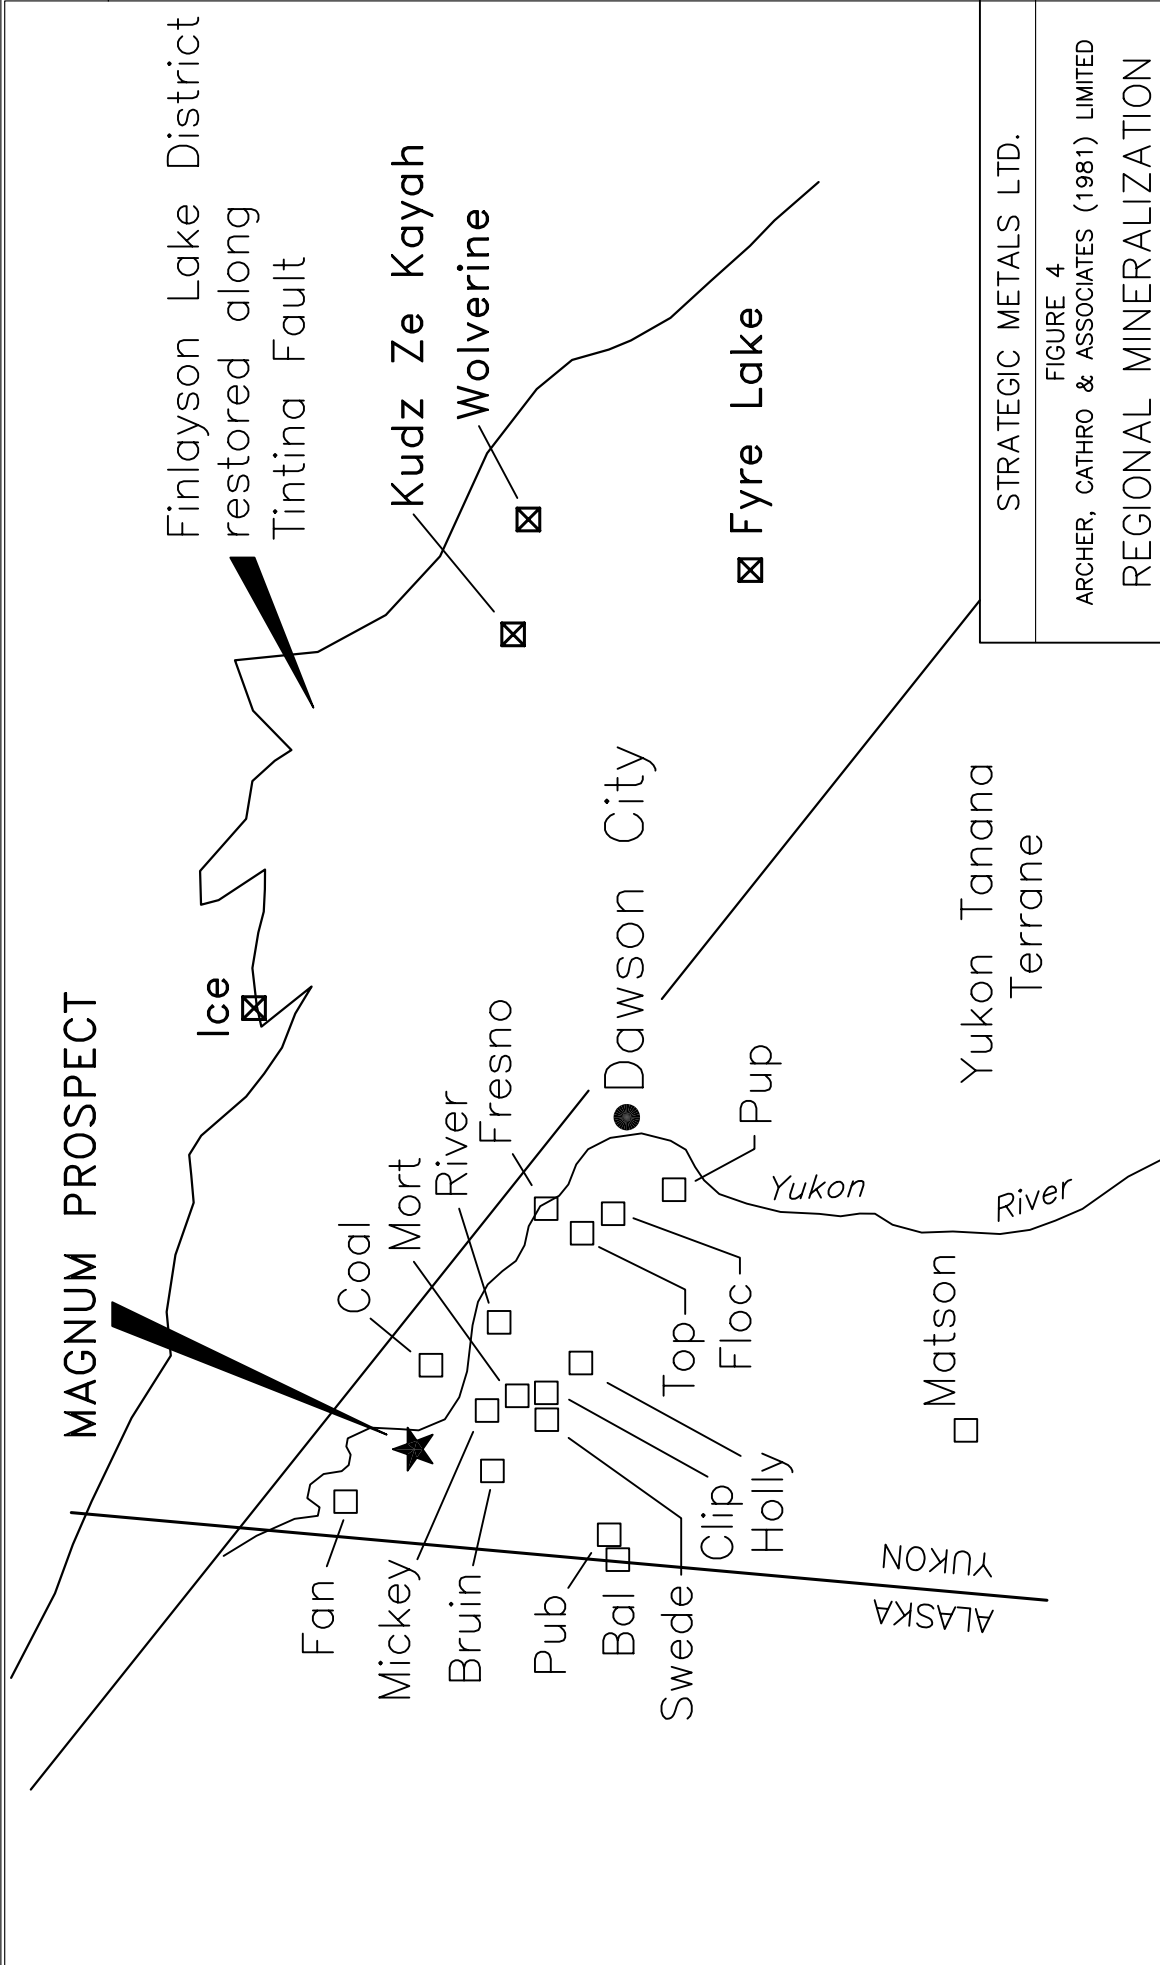 MAGNUM PROSPECT
Finlayson Lake District
restored along
Tintina Fault
Ice
Kudz Ze Kayah
Wolverine
Fyre Lake
Coal
Mort
River
Fresno
Fan
Mickey
Bruin
Pub
Bal
Swede
Clip
Holly
Top
Floc
Dawson City
Pup
Yukon
River
Matson
Yukon Tanana
Terrane
YUKON
ALASKA
STRATEGIC METALS LTD.
FIGURE 4
ARCHER, CATHRO & ASSOCIATES (1981) LIMITED
REGIONAL MINERALIZATION